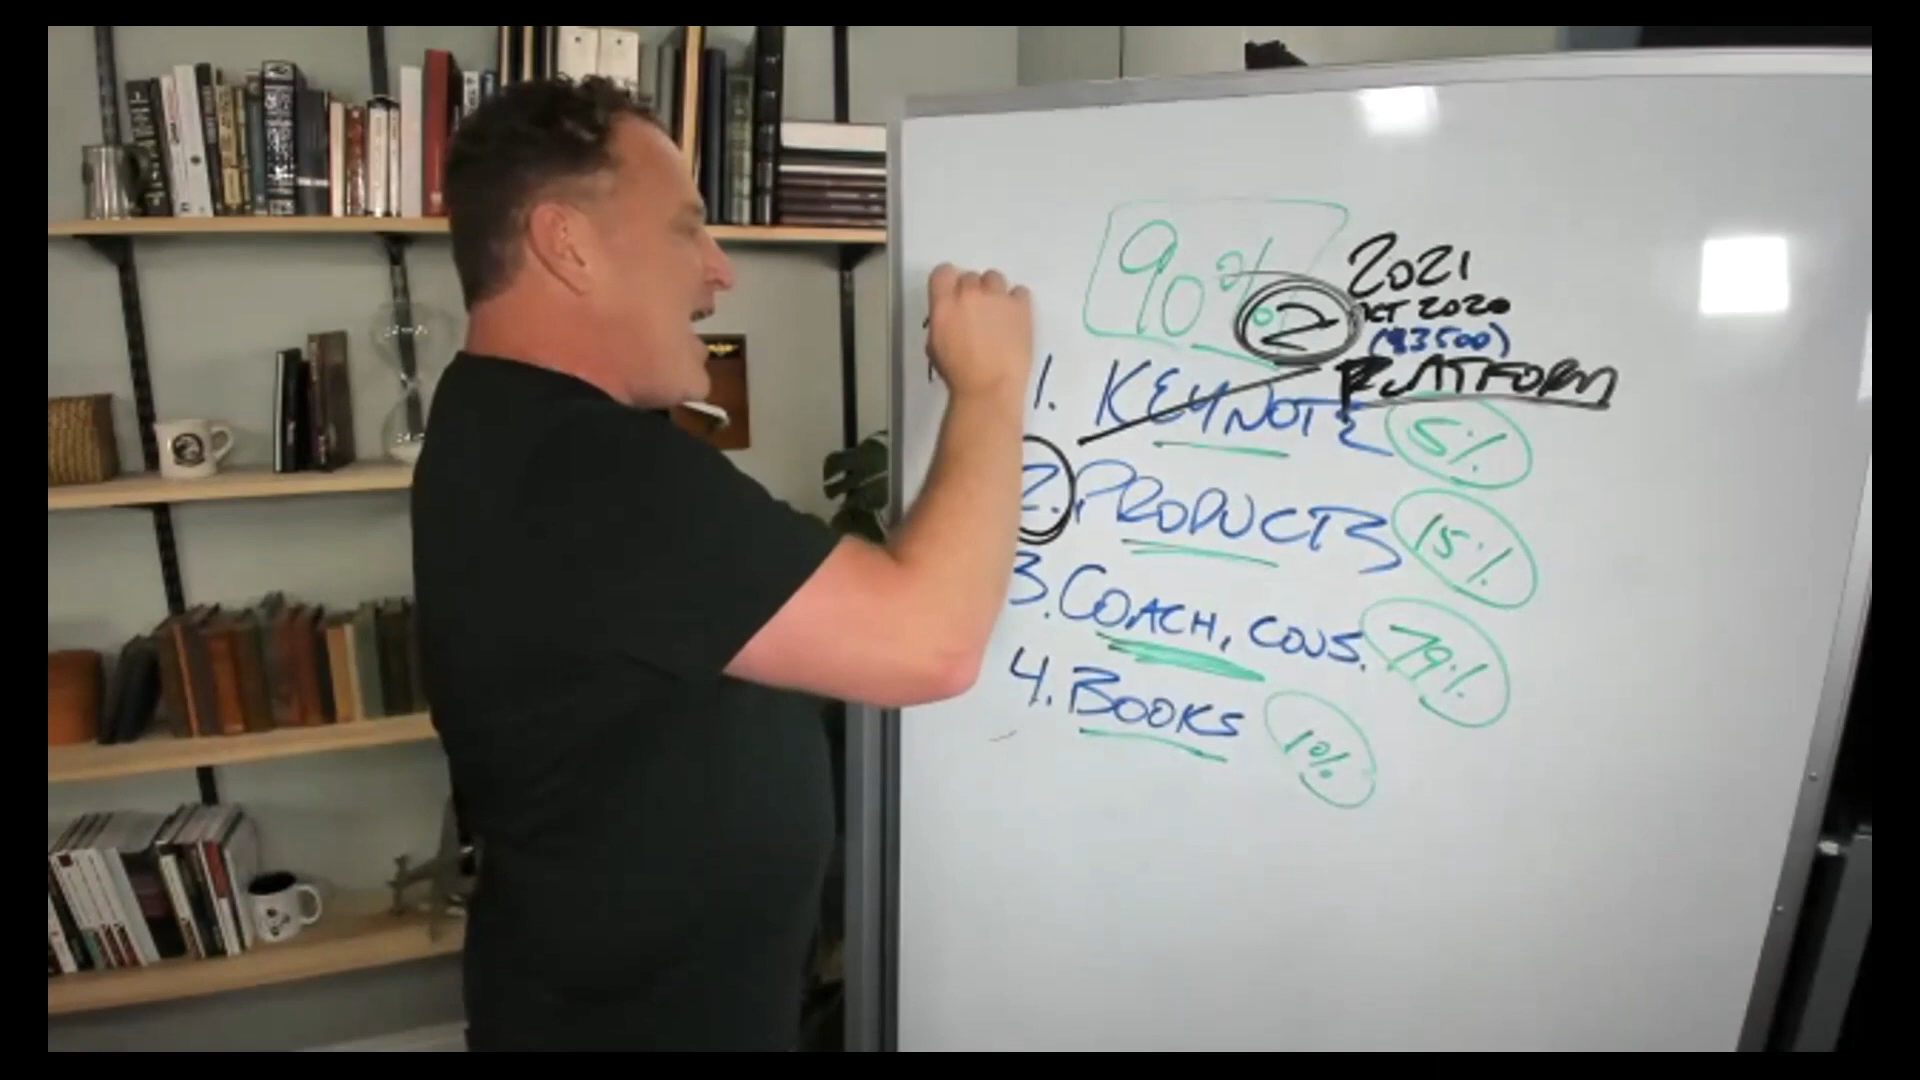 90%
2
2021
OCT 2020
($3500)
PLATFORM
1. KEYNOTE 5%
2. PRODUCTS 15%
3. COACH, CONS. 79%
4. BOOKS 1%